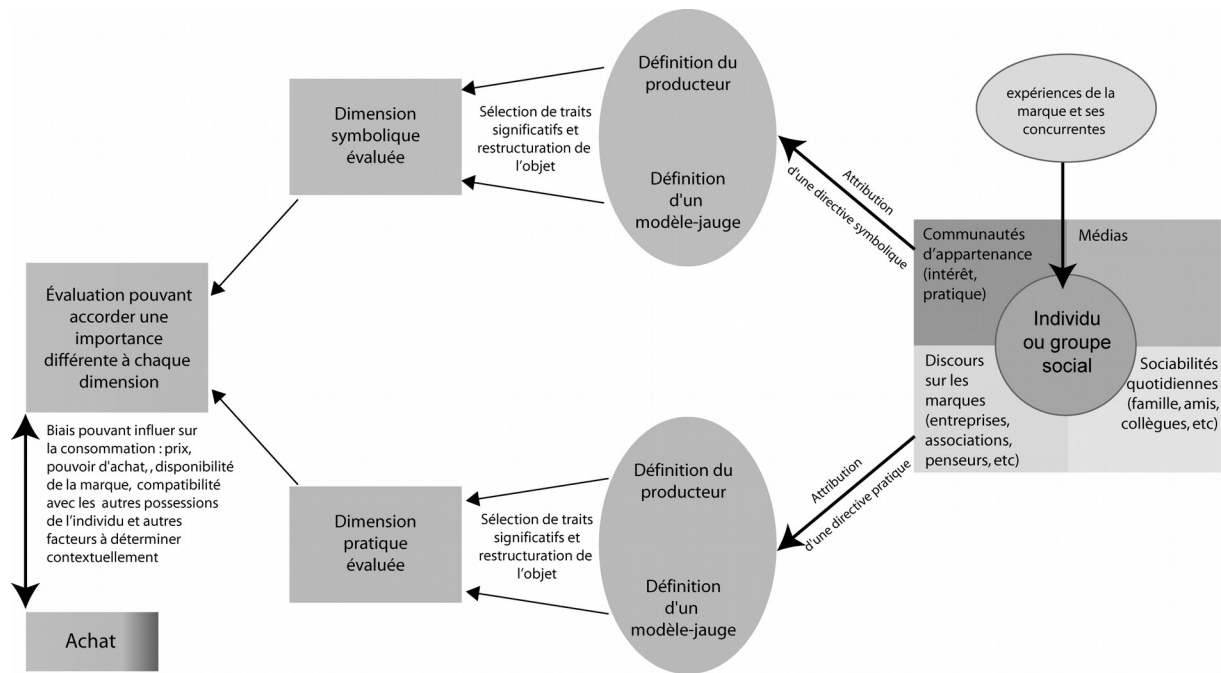 Définition du
producteur
Dimension
symbolique
évaluée
Sélection de traits
significatifs et
restructuration de
l'objet
Définition
d'un
modèle-jauge
expériences de la
marque et ses
concurrentes
Attribution
d'une directive symbolique
Communautés
d'appartenance
(intérêt,
pratique)
Médias
Individu
ou groupe
social
Discours
sur les
marques
(entreprises,
associations,
penseurs, etc)
Sociabilités
quotidiennes
(famille, amis,
collègues, etc)
Évaluation pouvant
accorder une
importance
différente à chaque
dimension
Biais pouvant influer sur
la consommation : prix,
pouvoir d'achat, , disponibilité
de la marque, compatibilité
avec les autres possessions
de l'individu et autres
facteurs à déterminer
contextuellement
Définition du
producteur
Attribution
d'une directive pratique
Dimension
pratique
évaluée
Sélection de traits
significatifs et
restructuration de
l'objet
Définition
d'un
modèle-jauge
Achat